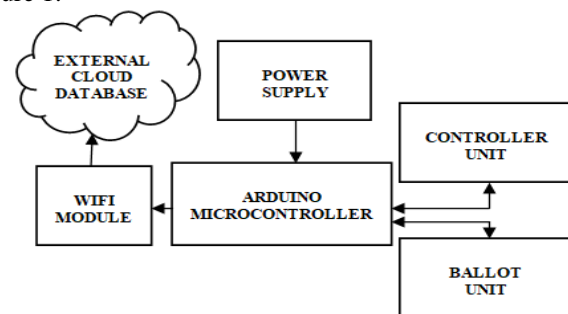 EXTERNAL
CLOUD
DATABASE
POWER
SUPPLY
CONTROLLER
UNIT
WIFI
MODULE
ARDUINO
MICROCONTROLLER
BALLOT
UNIT